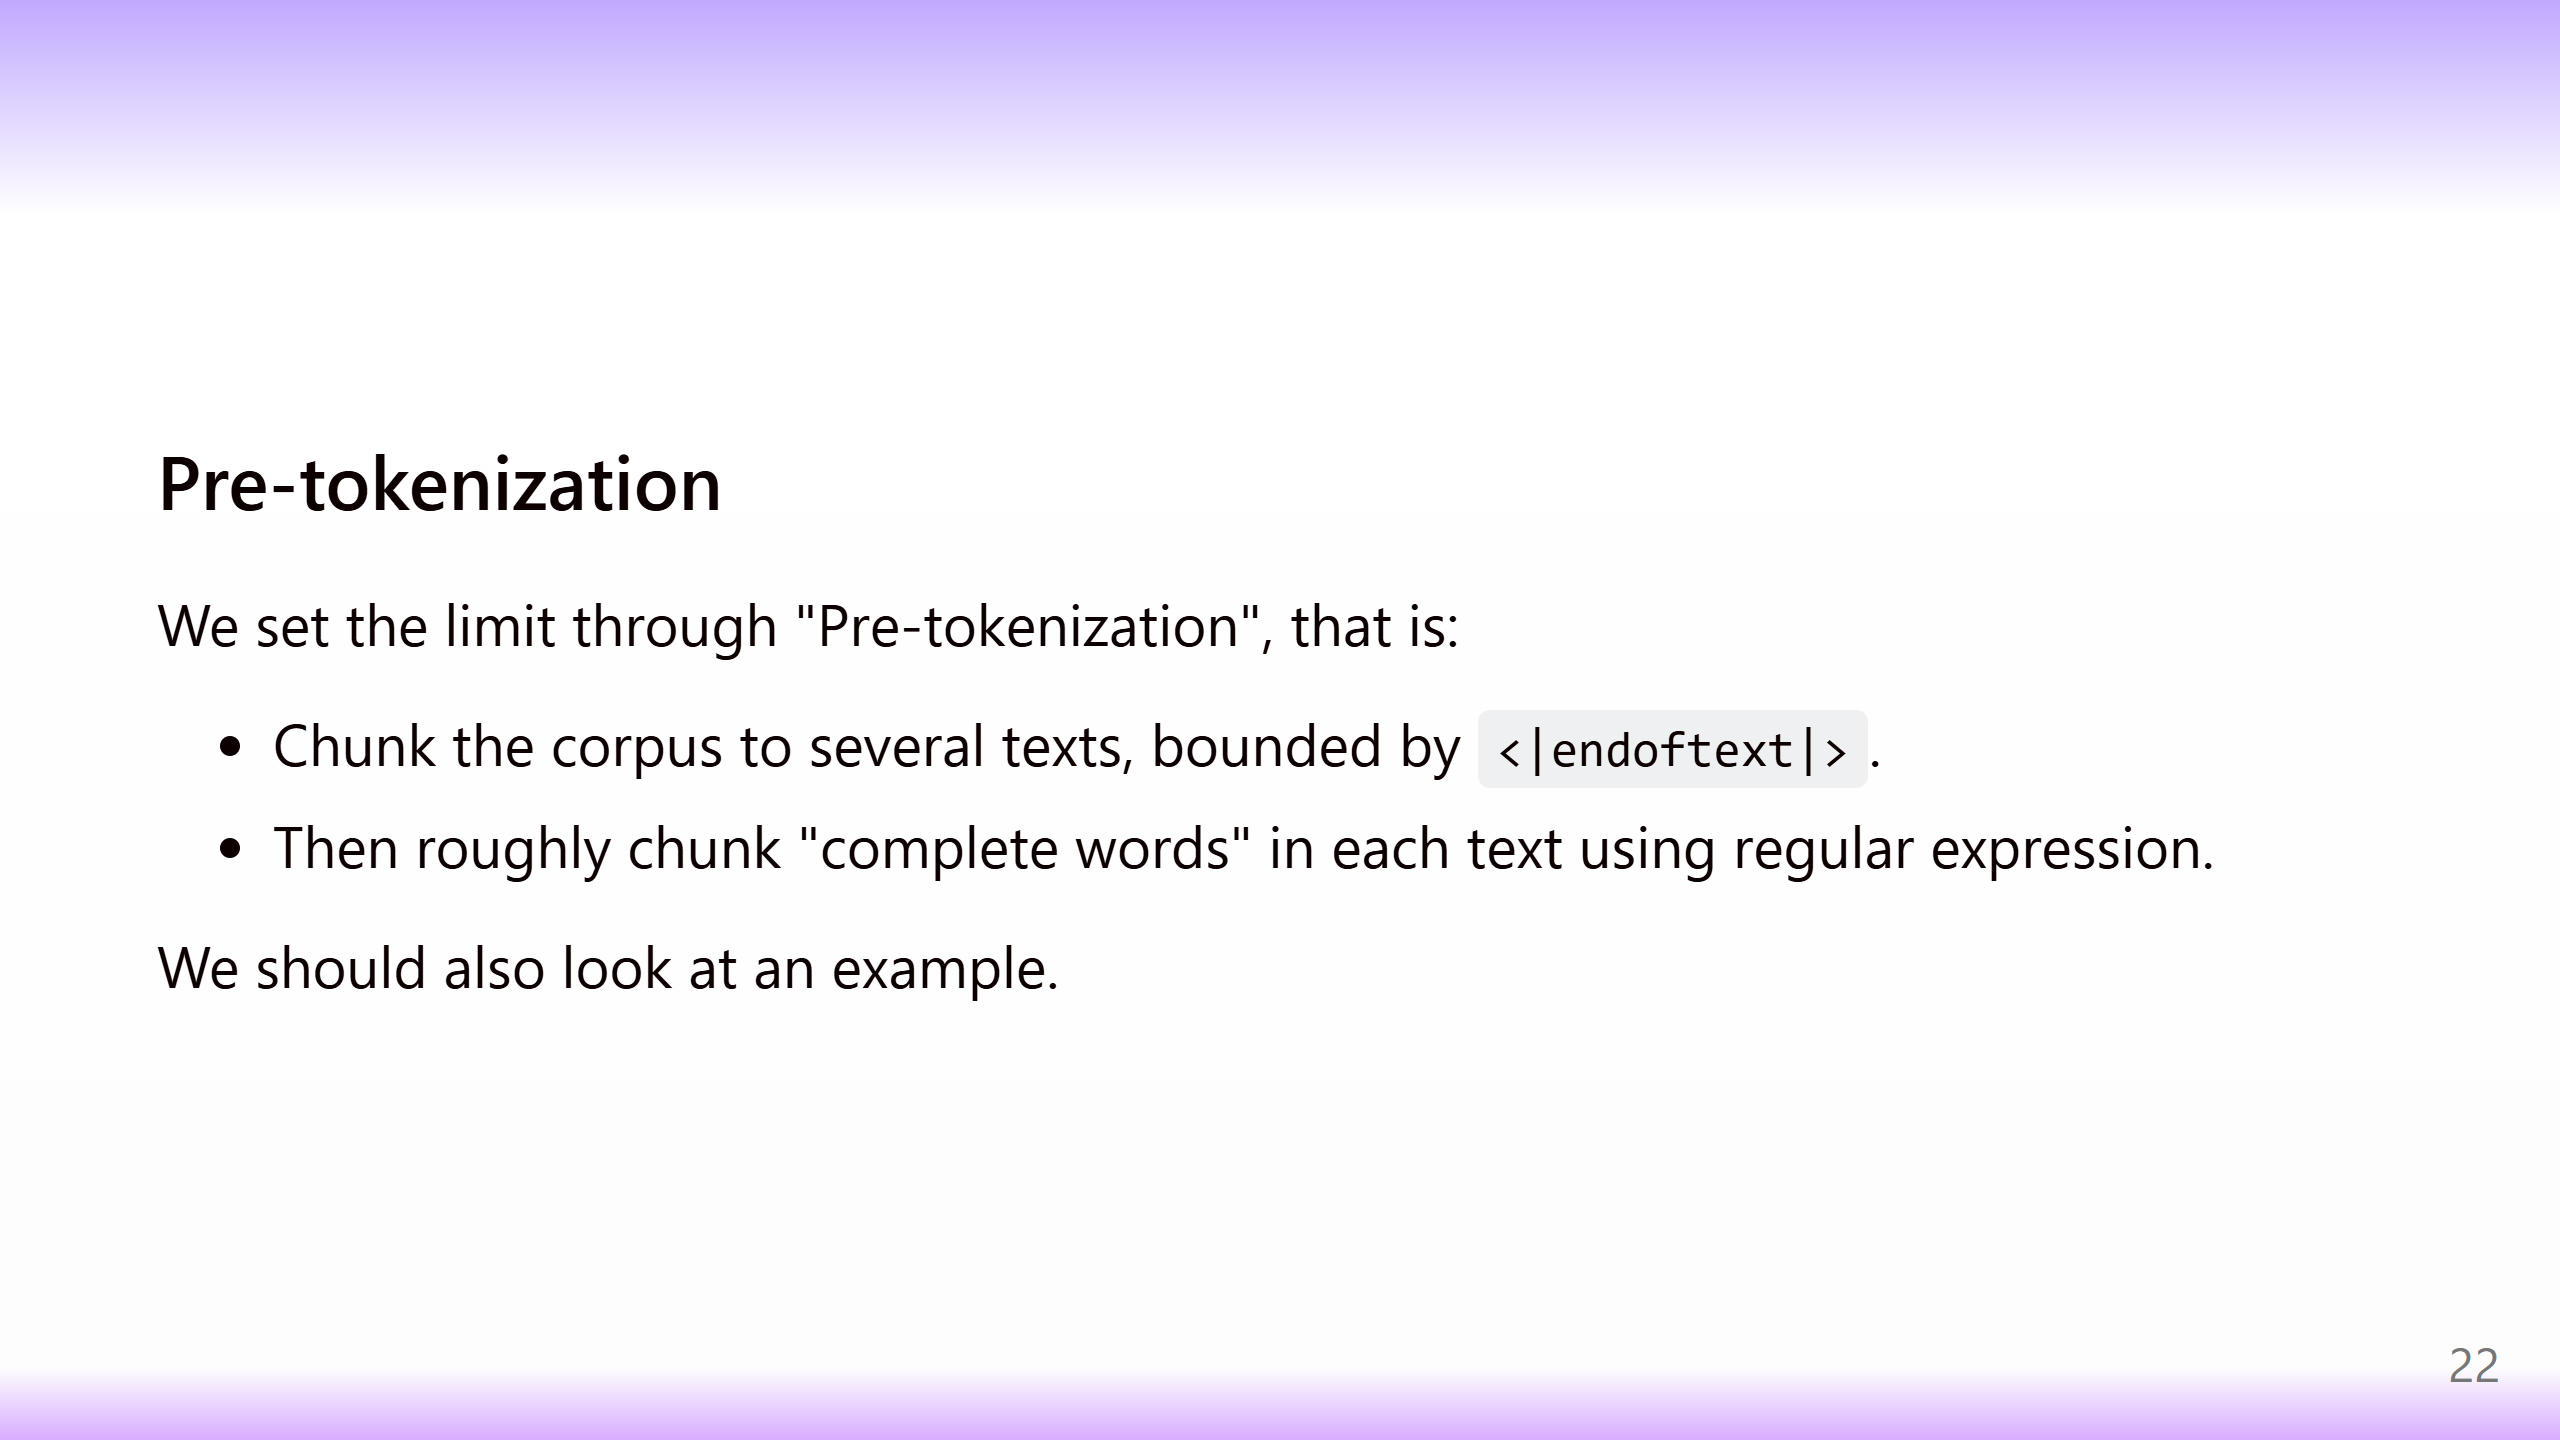 Pre-tokenization
We set the limit through "Pre-tokenization", that is:
• Chunk the corpus to several texts, bounded by <|endoftext|>.
• Then roughly chunk "complete words" in each text using regular expression.
We should also look at an example.
22